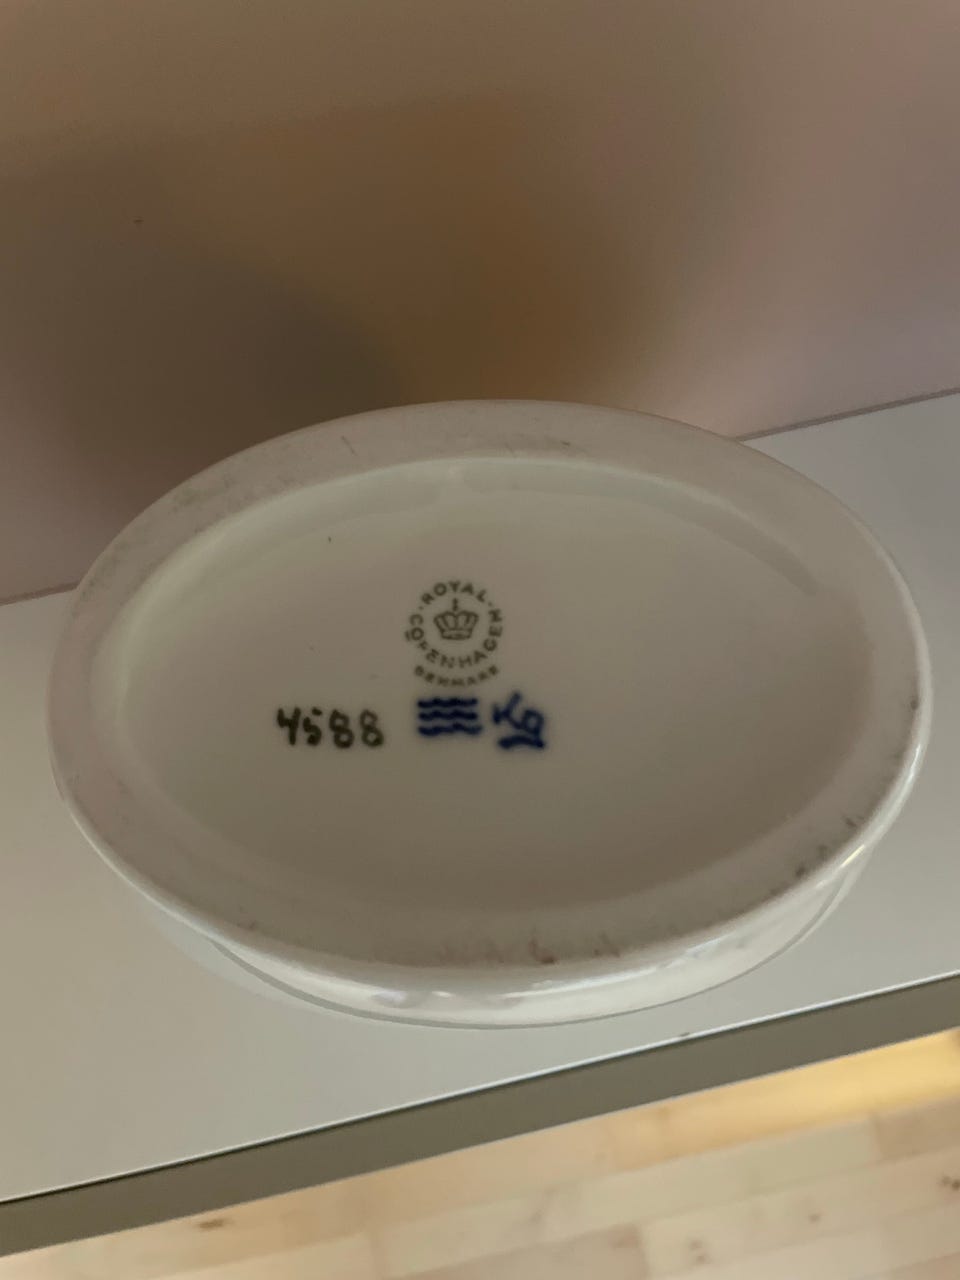 ROYAL
COPENHAGEN
DENMARK
4588